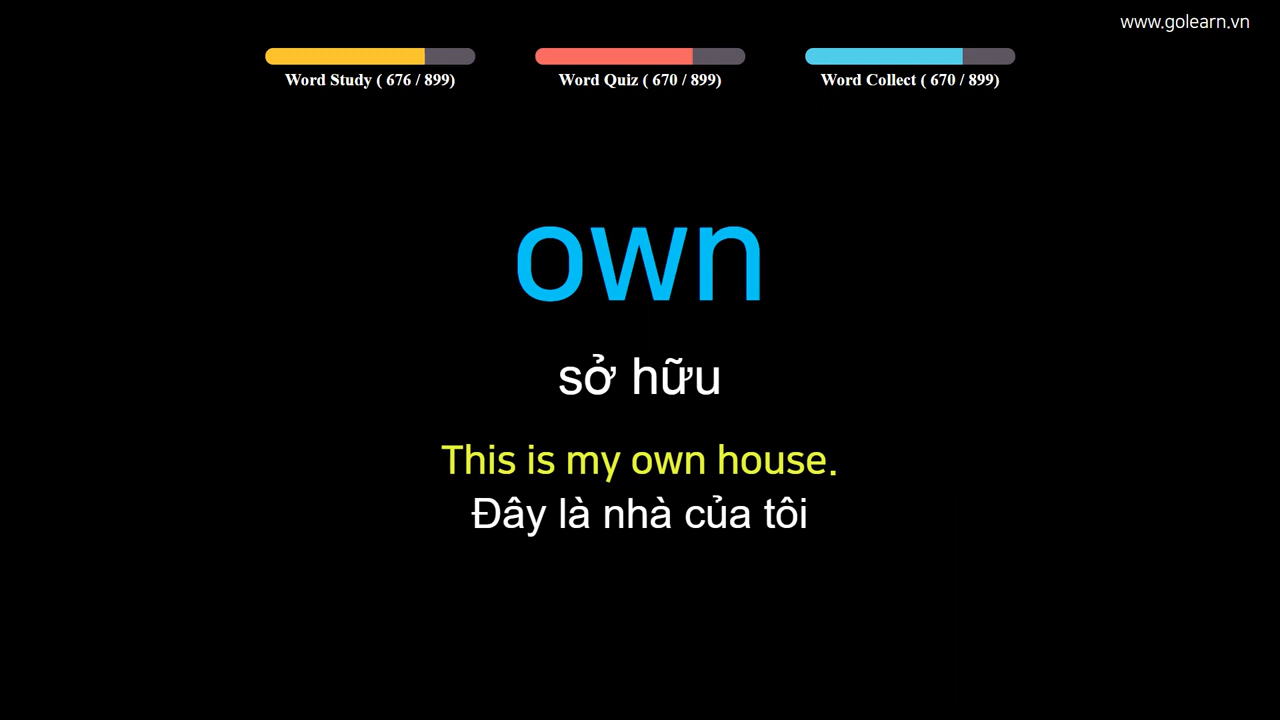 www.golearn.vn
Word Study ( 676 / 899)
Word Quiz ( 670 / 899)
Word Collect ( 670 / 899)
own
sở hữu
This is my own house.
Đây là nhà của tôi